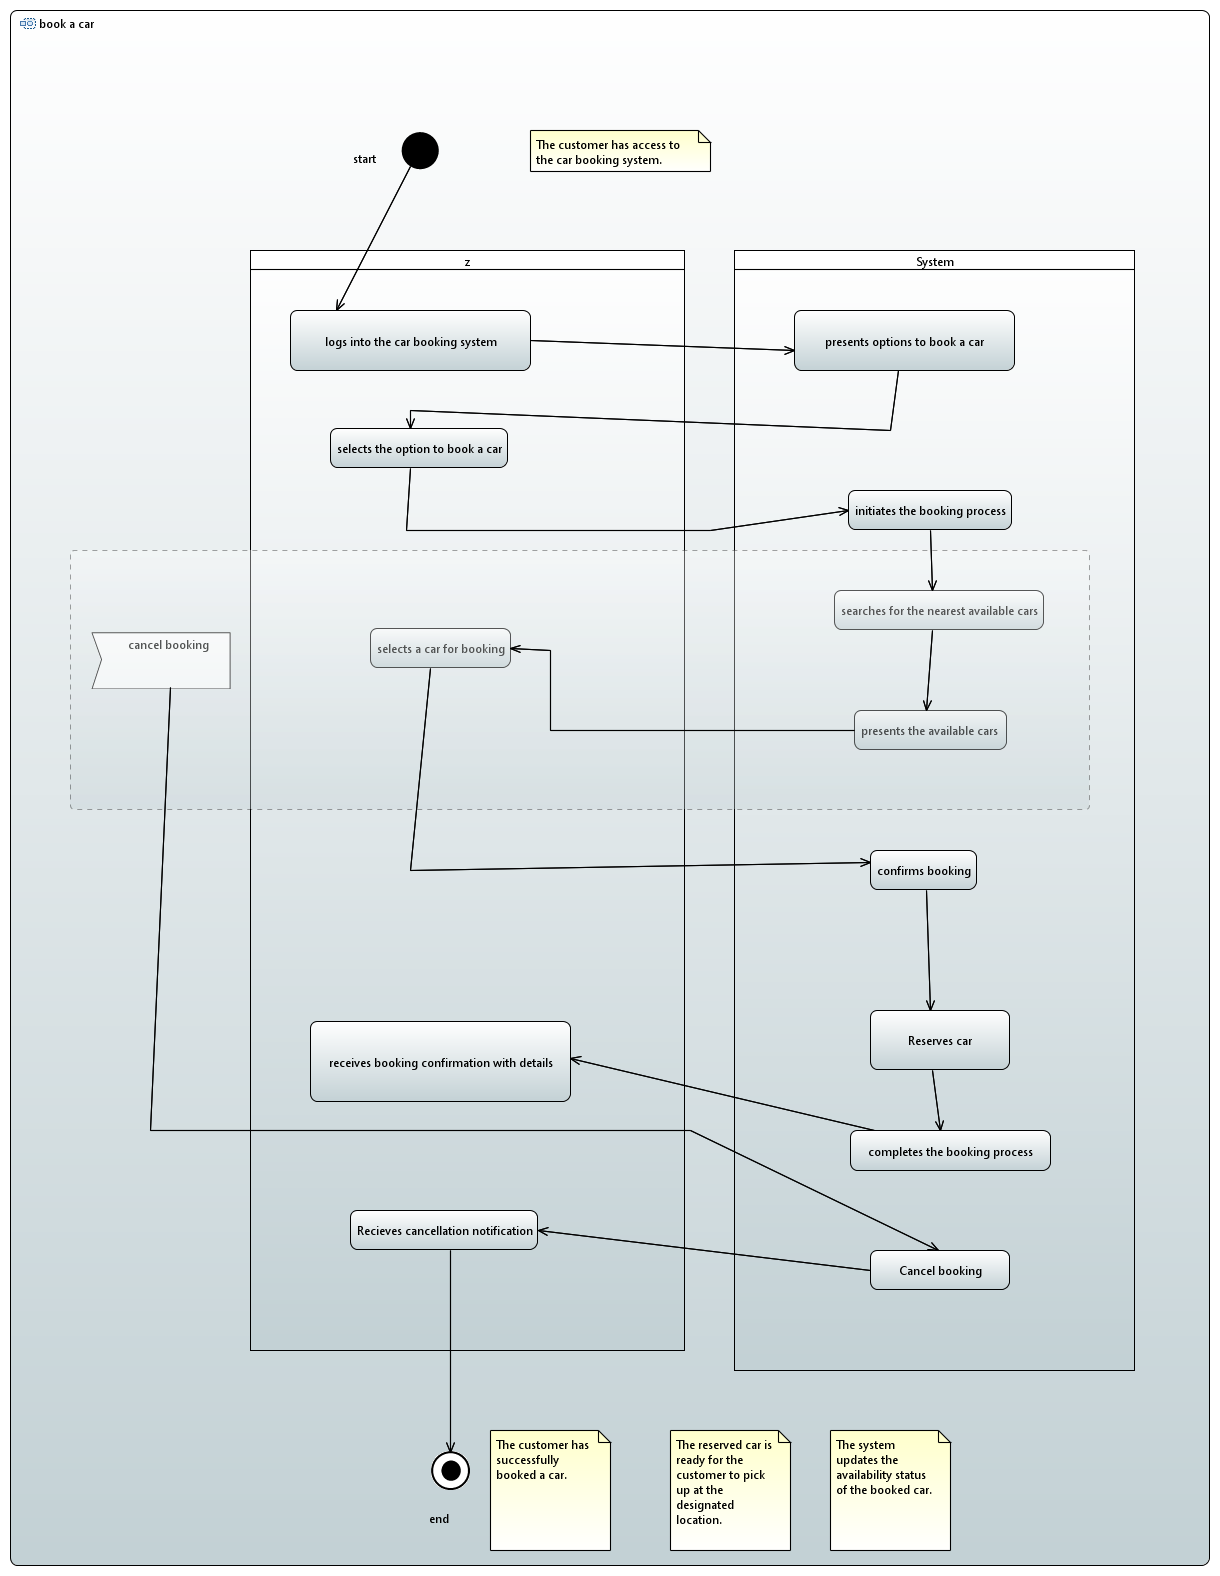 book a car
start
The customer has access to
the car booking system.
z
System
logs into the car booking system
presents options to book a car
selects the option to book a car
initiates the booking process
searches for the nearest available cars
cancel booking
selects a car for booking
presents the available cars
confirms booking
Reserves car
receives booking confirmation with details
completes the booking process
Recieves cancellation notification
Cancel booking
The customer has
successfully
booked a car.
The reserved car is
ready for the
customer to pick
up at the
designated
location.
The system
updates the
availability status
of the booked car.
end